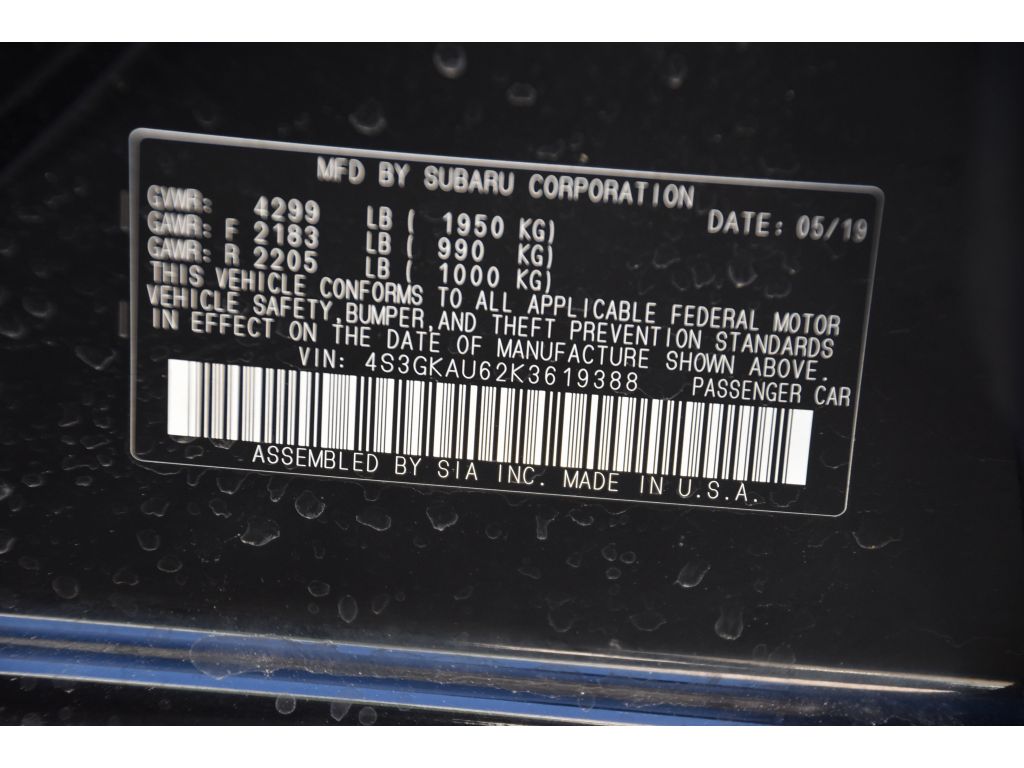 MFD BY SUBARU CORPORATION
GVWR: 4299 LB ( 1950 KG) DATE: 05/19
GAWR: F 2183 LB ( 990 KG)
GAWR: R 2205 LB ( 1000 KG)
THIS VEHICLE CONFORMS TO ALL APPLICABLE FEDERAL MOTOR
VEHICLE SAFETY,BUMPER,AND THEFT PREVENTION STANDARDS
IN EFFECT ON THE DATE OF MANUFACTURE SHOWN ABOVE.
VIN: 4S3GKAU62K3619388 PASSENGER CAR
ASSEMBLED BY SIA INC. MADE IN U.S.A.